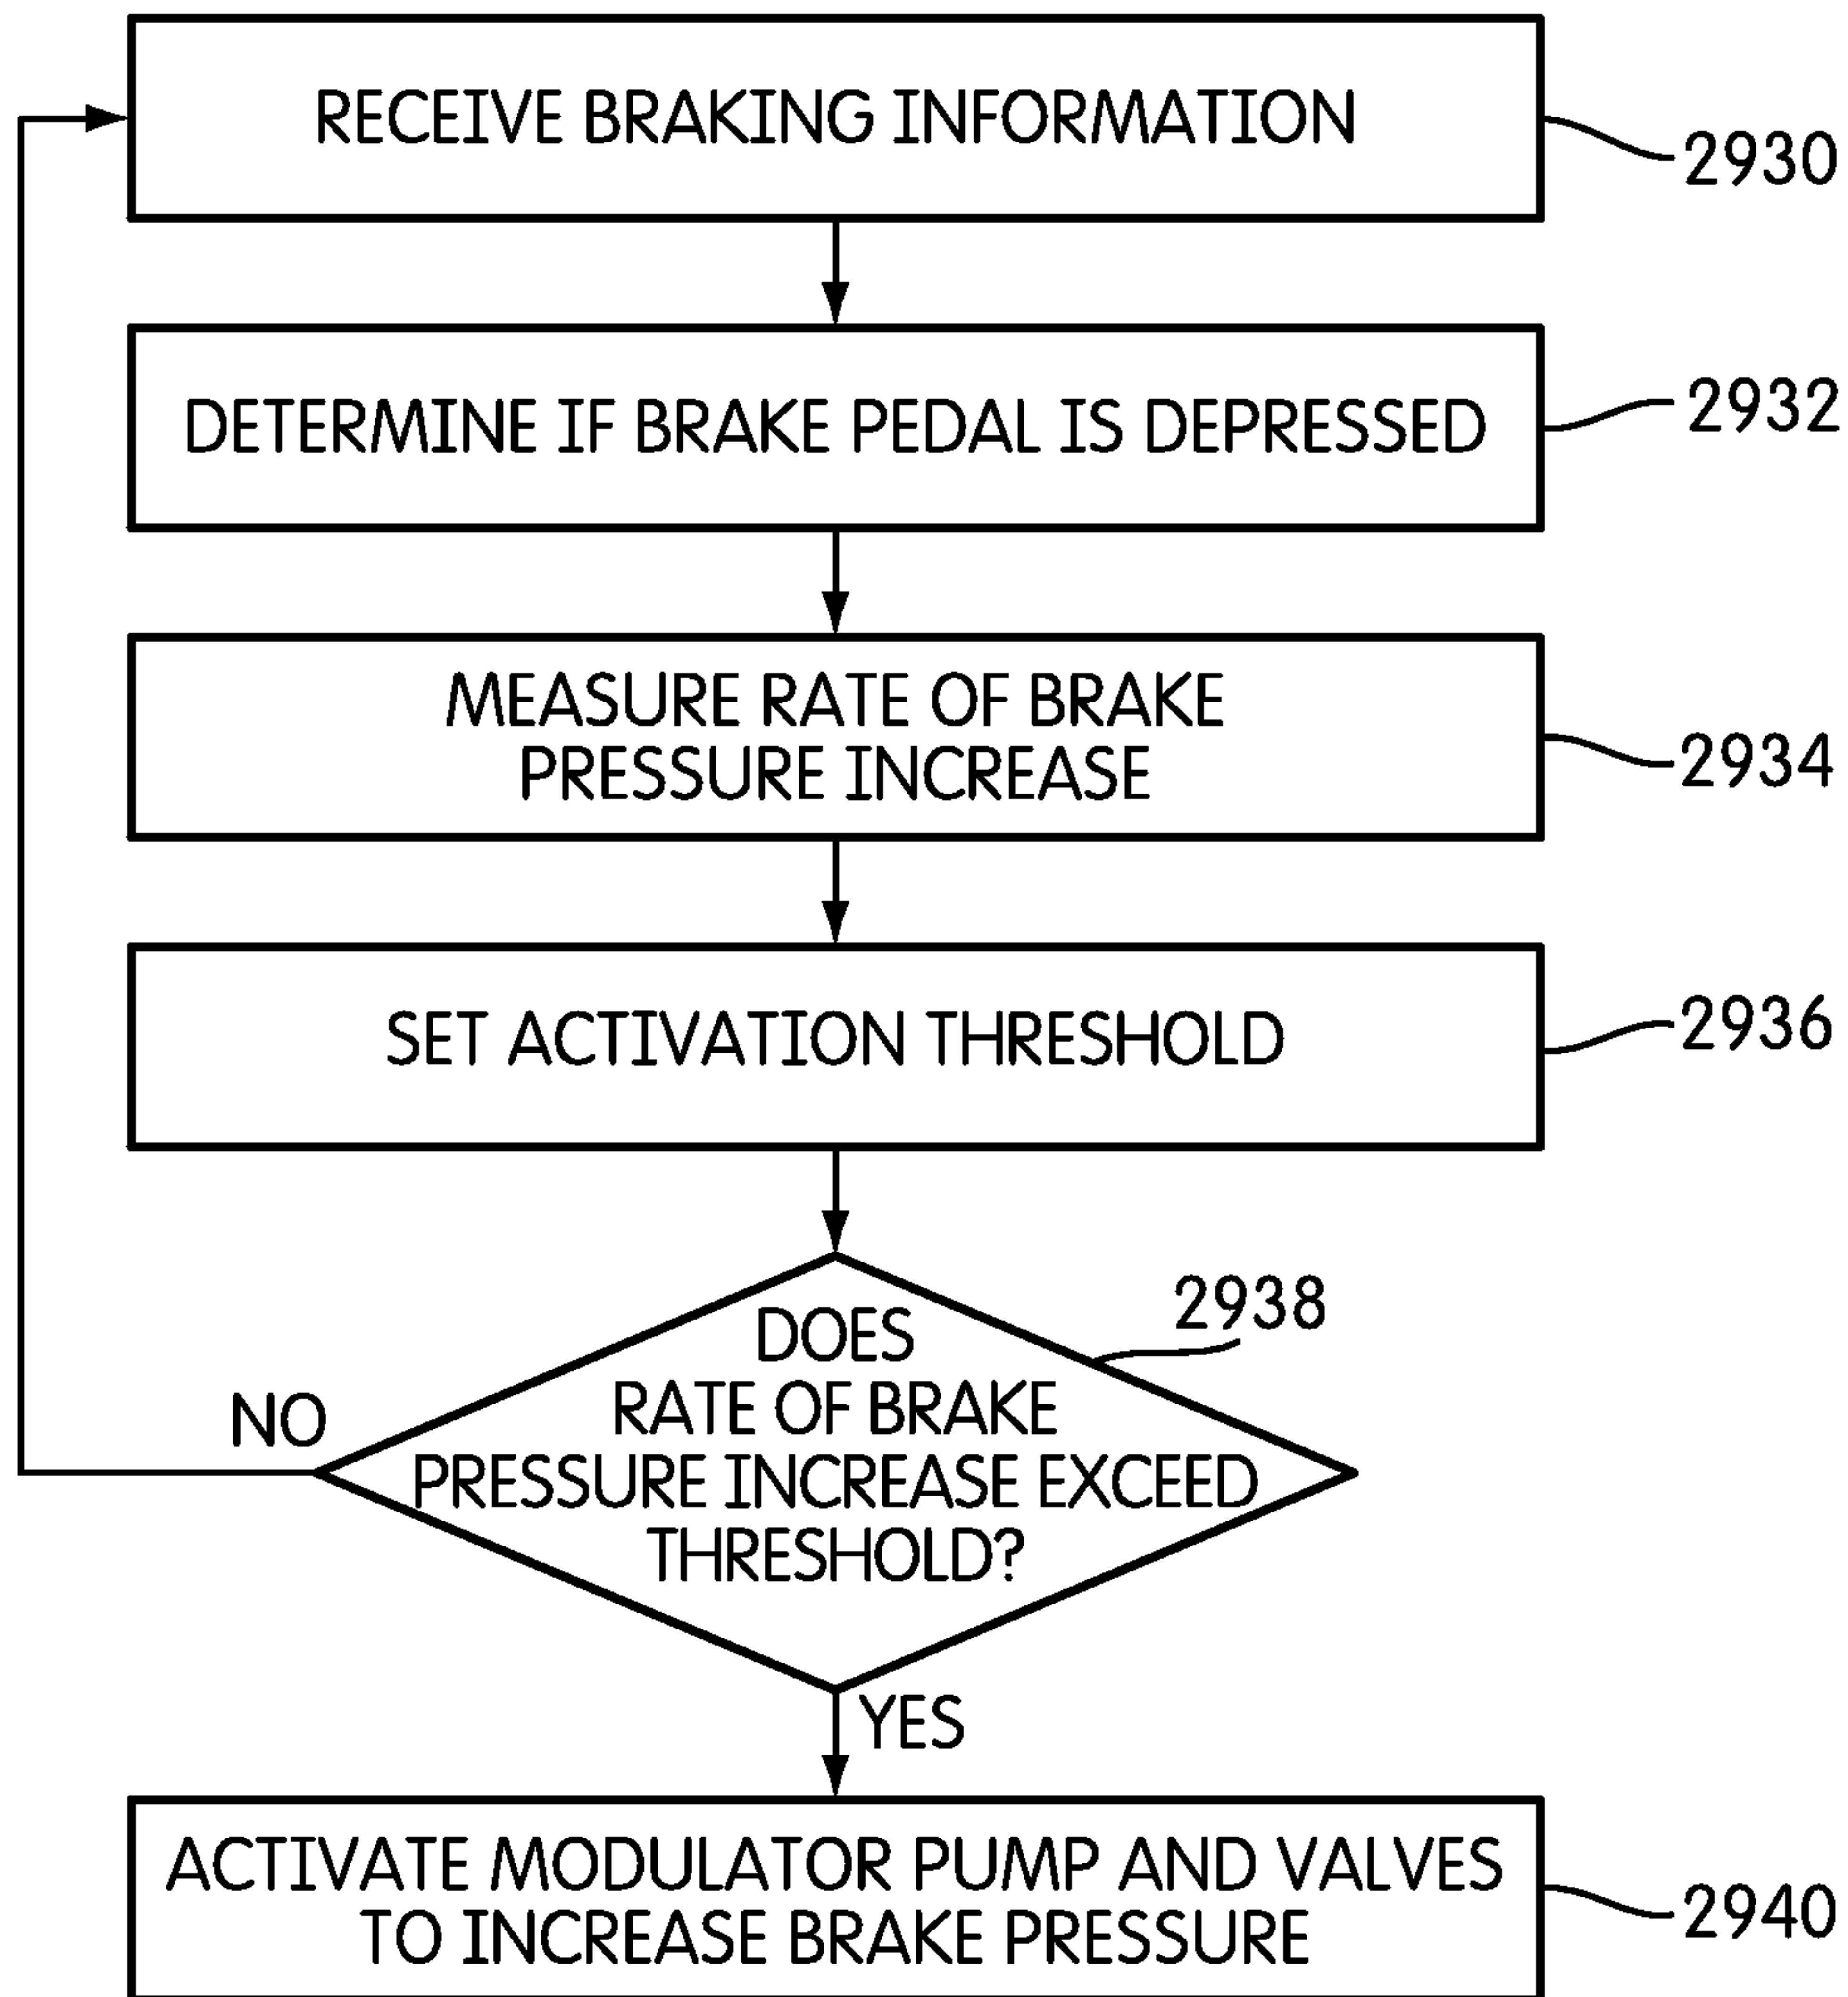 RECEIVE BRAKING INFORMATION
2930
DETERMINE IF BRAKE PEDAL IS DEPRESSED
2932
MEASURE RATE OF BRAKE
PRESSURE INCREASE
2934
SET ACTIVATION THRESHOLD
2936
2938
DOES
RATE OF BRAKE
PRESSURE INCREASE EXCEED
THRESHOLD?
NO
YES
ACTIVATE MODULATOR PUMP AND VALVES
TO INCREASE BRAKE PRESSURE
2940